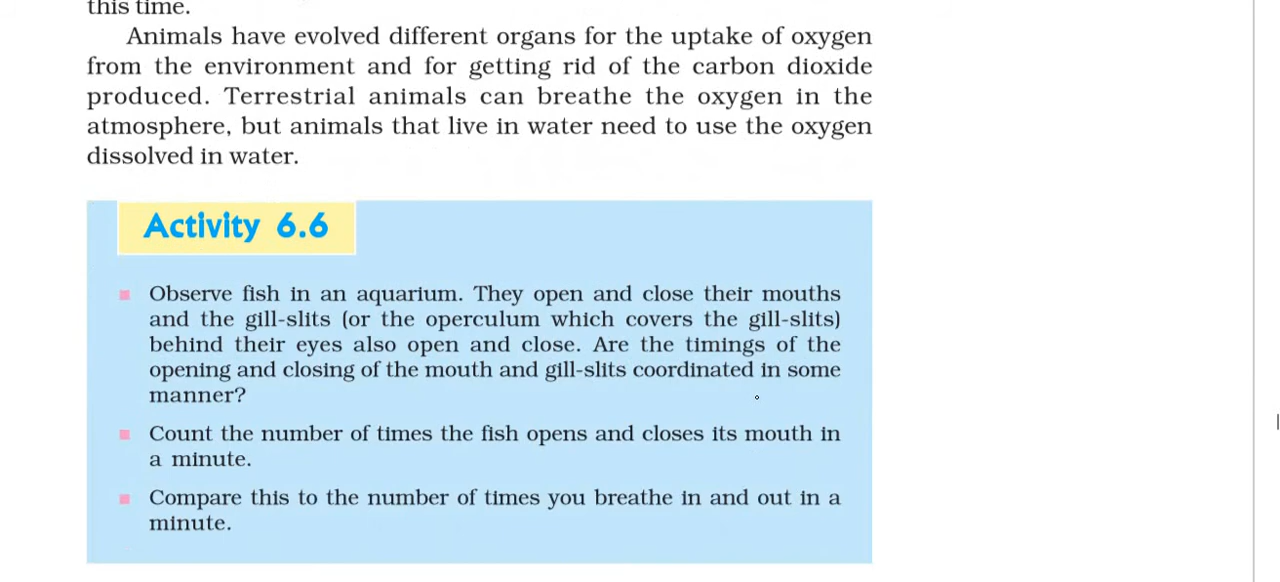 this time.
Animals have evolved different organs for the uptake of oxygen
from the environment and for getting rid of the carbon dioxide
produced. Terrestrial animals can breathe the oxygen in the
atmosphere, but animals that live in water need to use the oxygen
dissolved in water.
Activity 6.6
Observe fish in an aquarium. They open and close their mouths
and the gill-slits (or the operculum which covers the gill-slits)
behind their eyes also open and close. Are the timings of the
opening and closing of the mouth and gill-slits coordinated in some
manner?
Count the number of times the fish opens and closes its mouth in
a minute.
Compare this to the number of times you breathe in and out in a
minute.